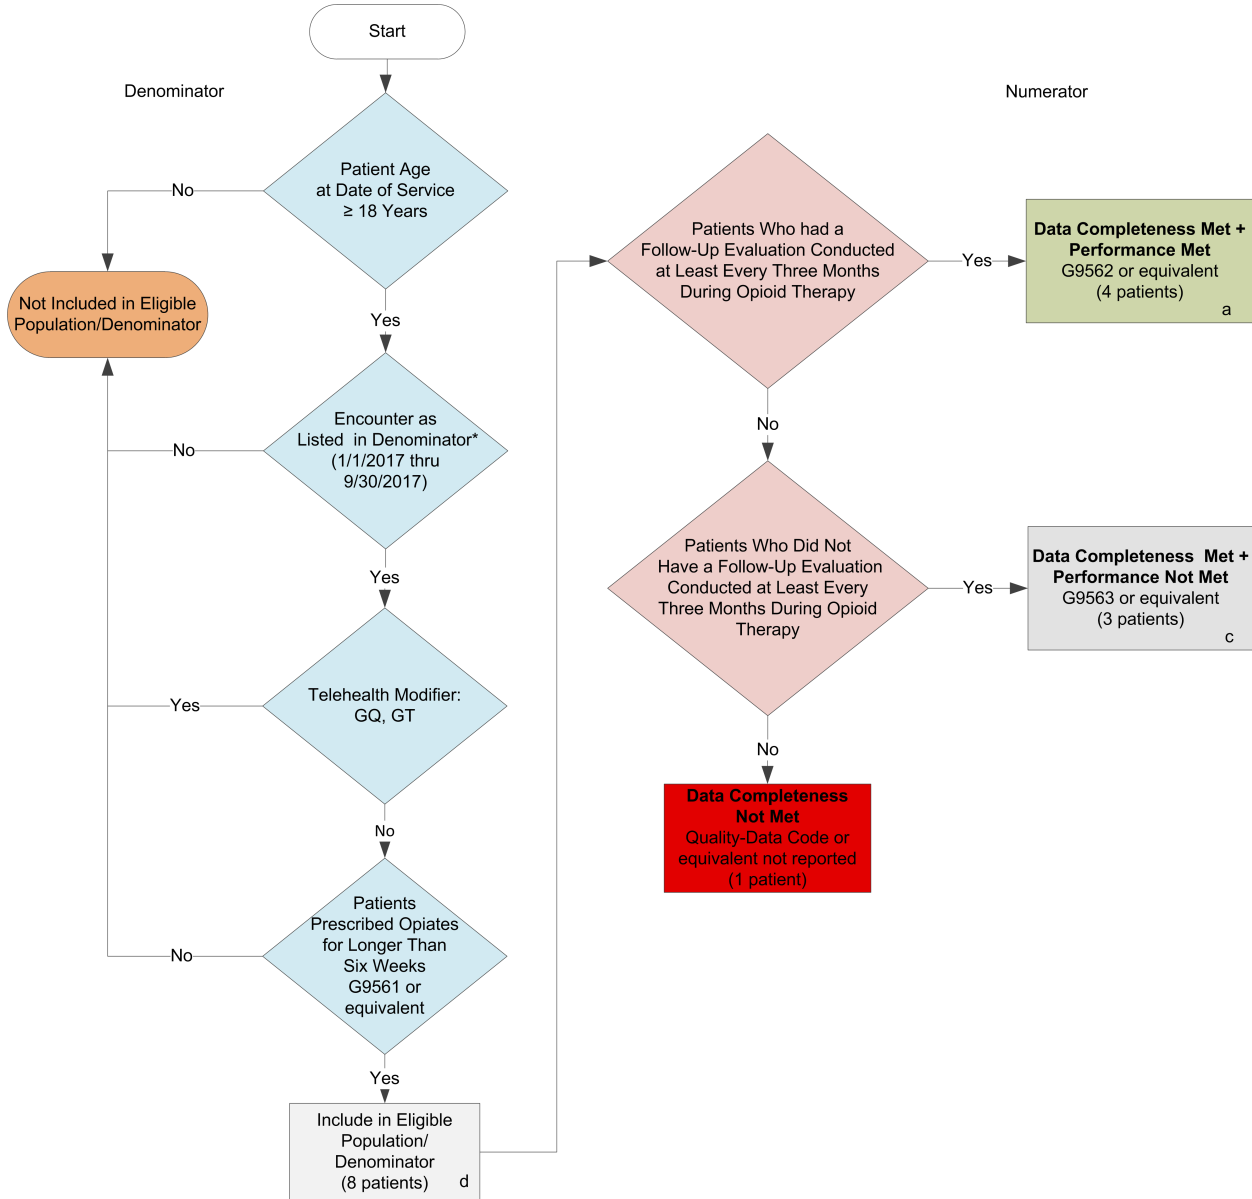 Start
Denominator
Numerator
Patient Age
at Date of Service
≥ 18 Years
No
Not Included in Eligible
Population/Denominator
Yes
Encounter as
Listed  in Denominator*
(1/1/2017 thru
9/30/2017)
No
Yes
Telehealth Modifier:
GQ, GT
Yes
No
Patients
Prescribed Opiates
for Longer Than
Six Weeks
G9561 or
equivalent
No
Yes
Include in Eligible
Population/
Denominator
(8 patients)
d
Patients Who had a
Follow-Up Evaluation Conducted
at Least Every Three Months
During Opioid Therapy
Yes
Data Completeness Met +
Performance Met
G9562 or equivalent
(4 patients)
a
No
Patients Who Did Not
Have a Follow-Up Evaluation
Conducted at Least Every
Three Months During Opioid
Therapy
Yes
Data Completeness  Met +
Performance Not Met
G9563 or equivalent
(3 patients)
c
No
Data Completeness
Not Met
Quality-Data Code or
equivalent not reported
(1 patient)